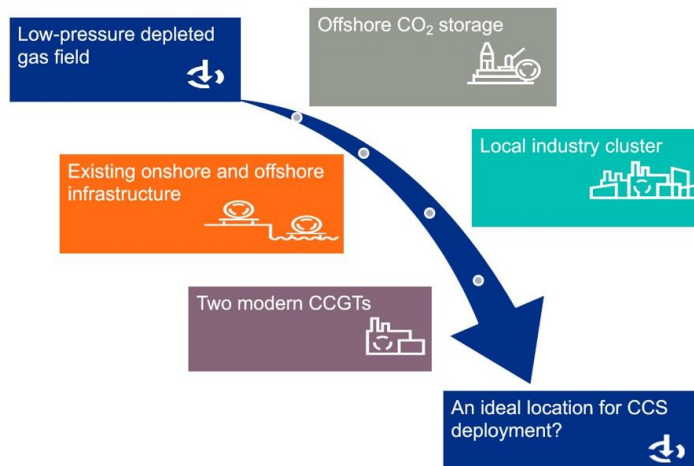 Low-pressure depleted
gas field
Offshore CO₂ storage
Existing onshore and offshore
infrastructure
Local industry cluster
Two modern CCGTs
An ideal location for CCS
deployment?